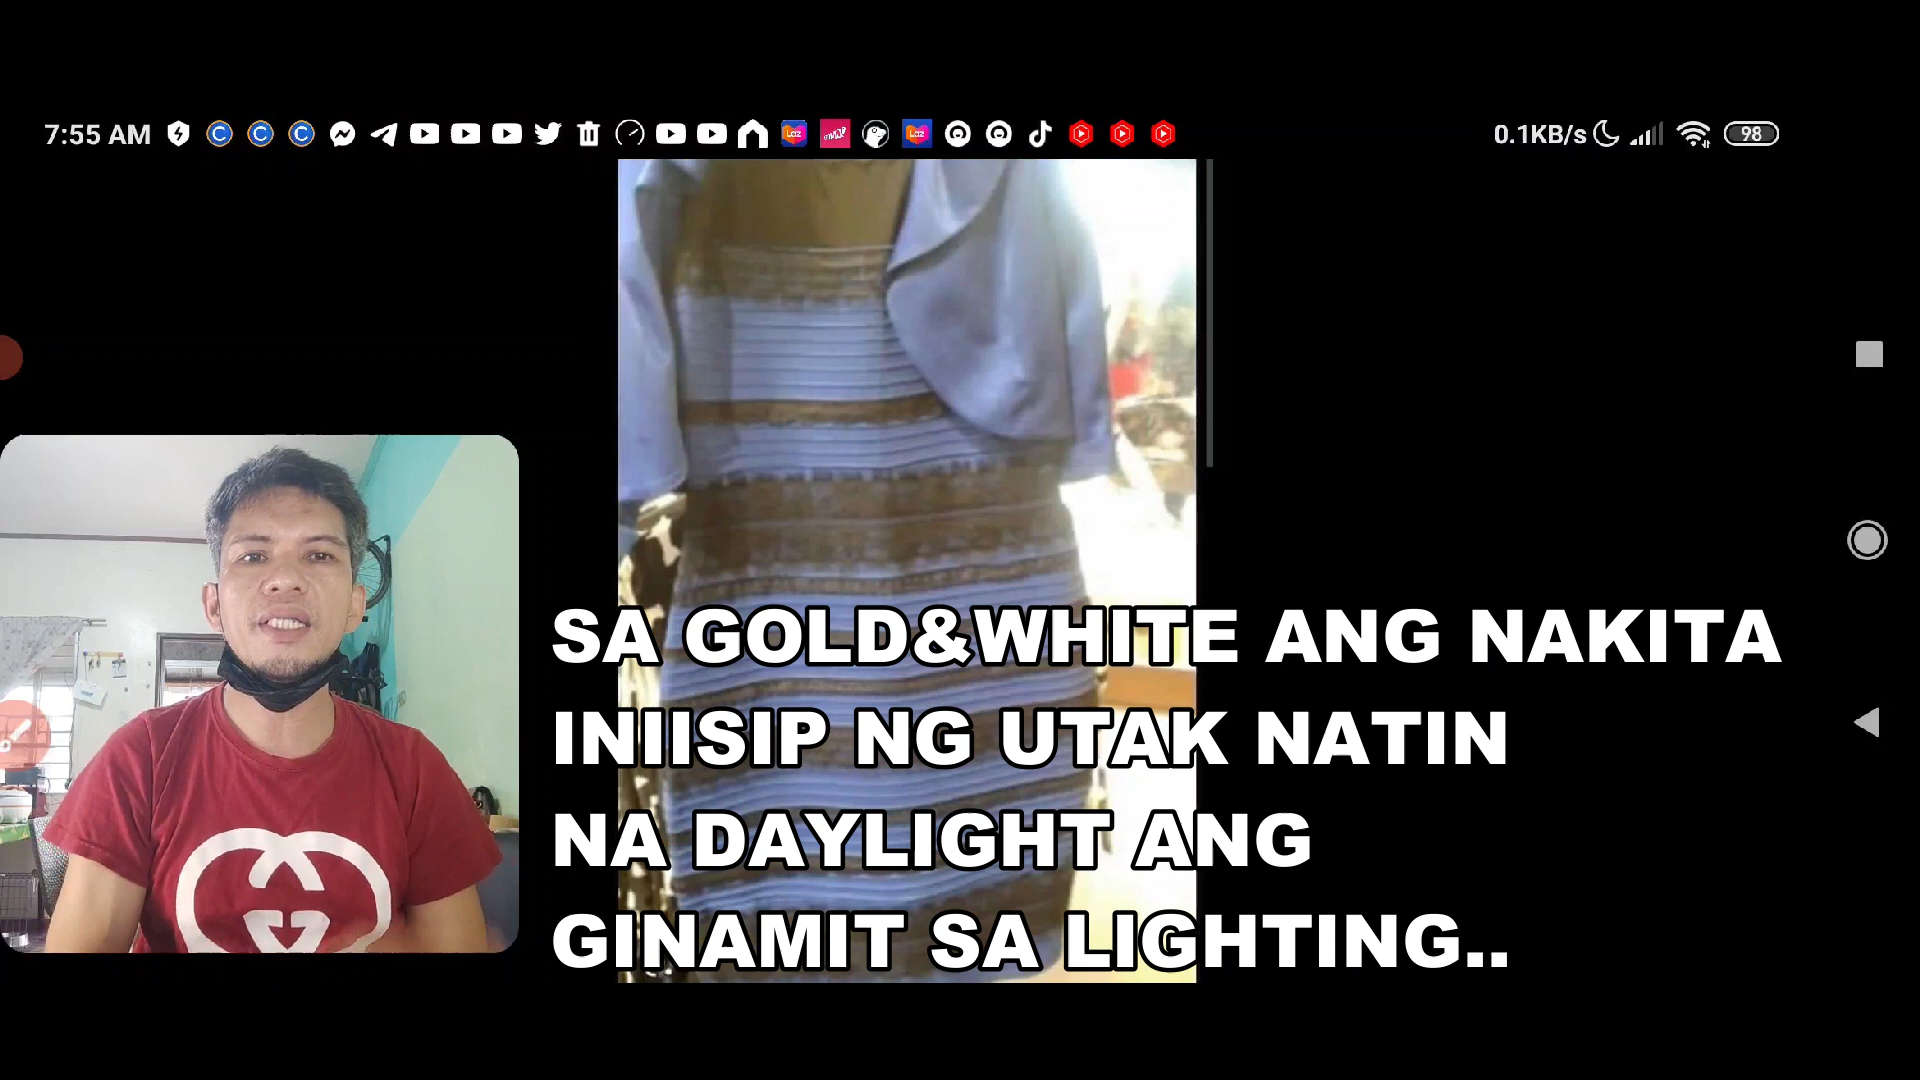 7:55 AM
0.1KB/s
98
SA GOLD&WHITE ANG NAKITA
INIISIP NG UTAK NATIN
NA DAYLIGHT ANG
GINAMIT SA LIGHTING..